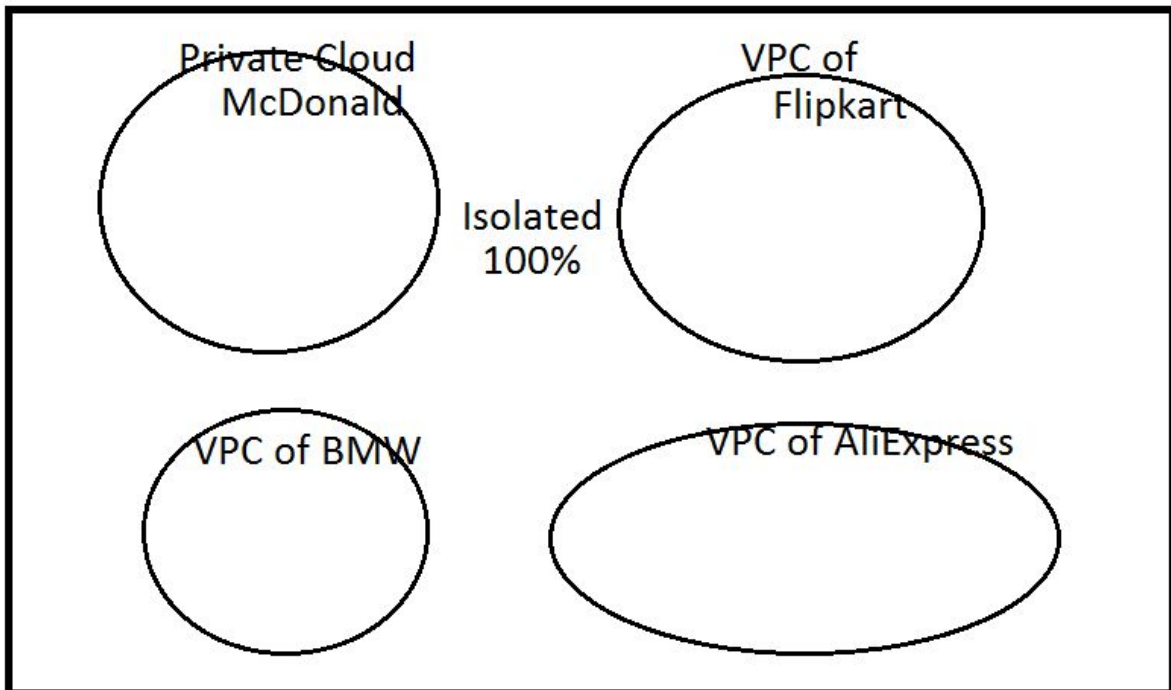 Private Cloud
McDonald
VPC of
Flipkart
Isolated
100%
VPC of BMW
VPC of AliExpress